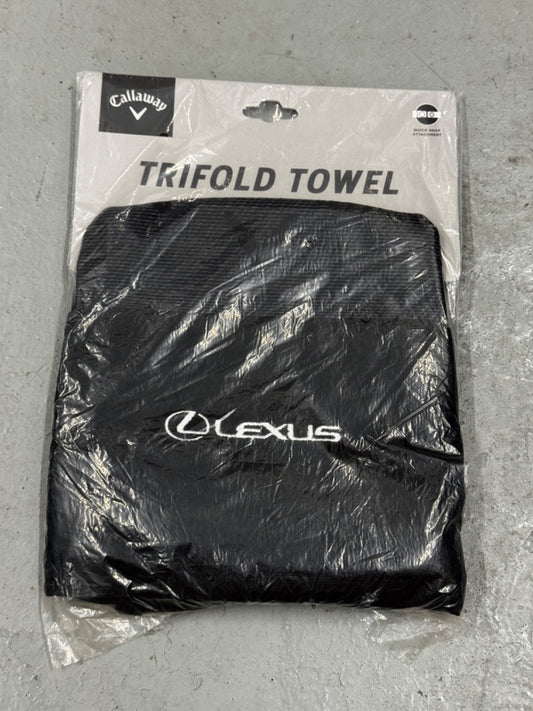 Callaway
QUICK SNAP
ATTACHMENT
TRIFOLD TOWEL
LEXUS